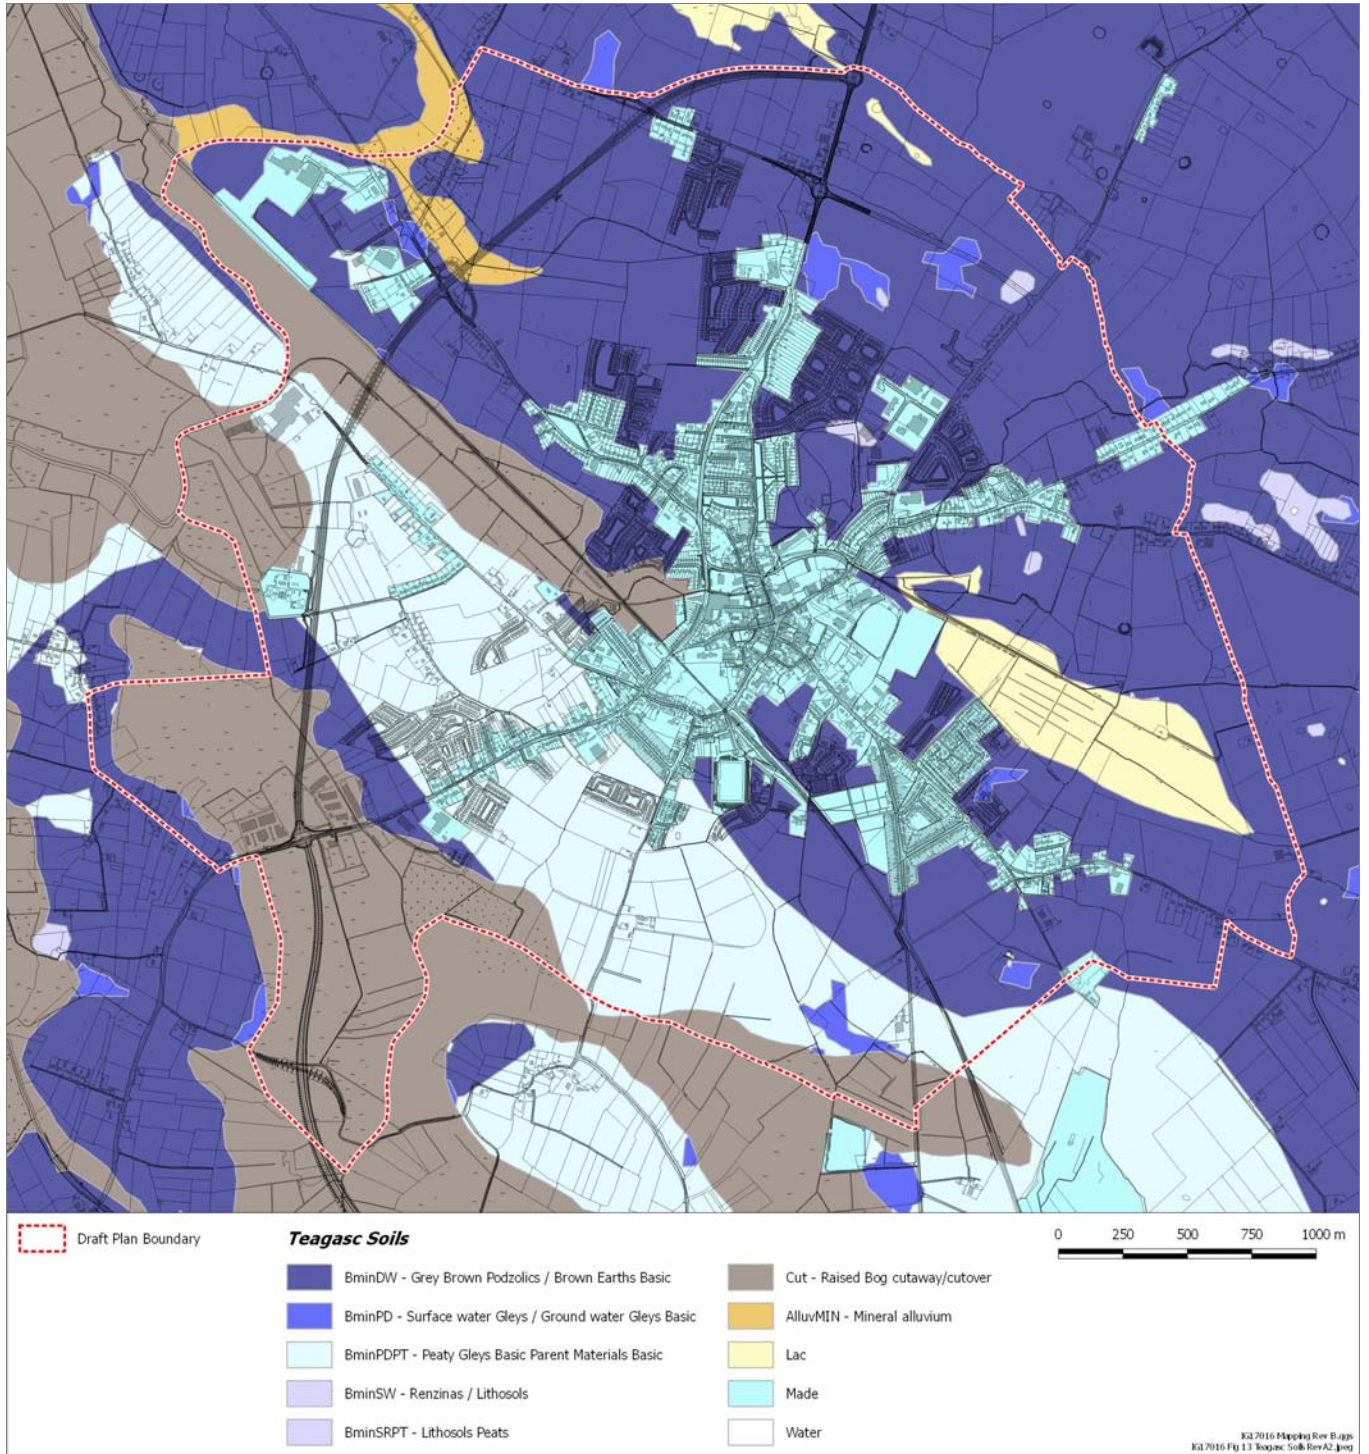 Draft Plan Boundary
Teagasc Soils
BminDW - Grey Brown Podzolics / Brown Earths Basic
BminPD - Surface water Gleys / Ground water Gleys Basic
BminPDPT - Peaty Gleys Basic Parent Materials Basic
BminSW - Renzinas / Lithosols
BminSRPT - Lithosols Peats
Cut - Raised Bog cutaway/cutover
AlluvMIN - Mineral alluvium
Lac
Made
Water
0 250 500 750 1000 m
IG17016 Mapping Rev B.qgs
IG17016 Fig 13 Teagasc Soils RevA2.jpeg